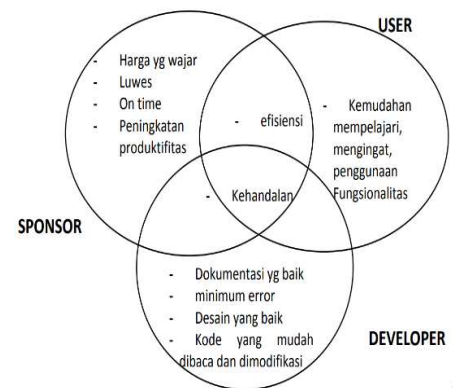 USER
- Harga yg wajar
- Luwes
- On time
- Peningkatan
produktifitas
- efisiensi
- Kemudahan
mempelajari,
mengingat,
penggunaan
Fungsionalitas
- Kehandalan
SPONSOR
- Dokumentasi yg baik
- minimum error
- Desain yang baik
- Kode yang mudah
dibaca dan dimodifikasi
DEVELOPER